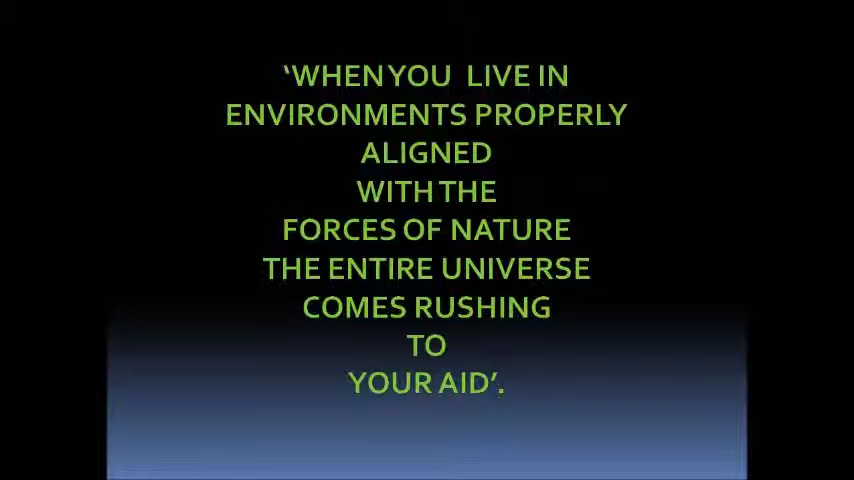 ‘WHEN YOU LIVE IN
ENVIRONMENTS PROPERLY
ALIGNED
WITH THE
FORCES OF NATURE
THE ENTIRE UNIVERSE
COMES RUSHING
TO
YOUR AID’.